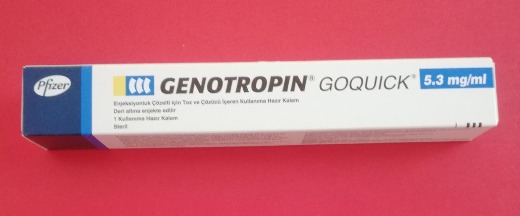 Pfizer
GENOTROPIN® GOQUICK® 5.3 mg/ml
Enjeksiyonluk Çözelti için Toz ve Çözücü İçeren Kullanıma Hazır Kalem
Deri altına enjekte edilir
1 Kullanıma Hazır Kalem
Steril